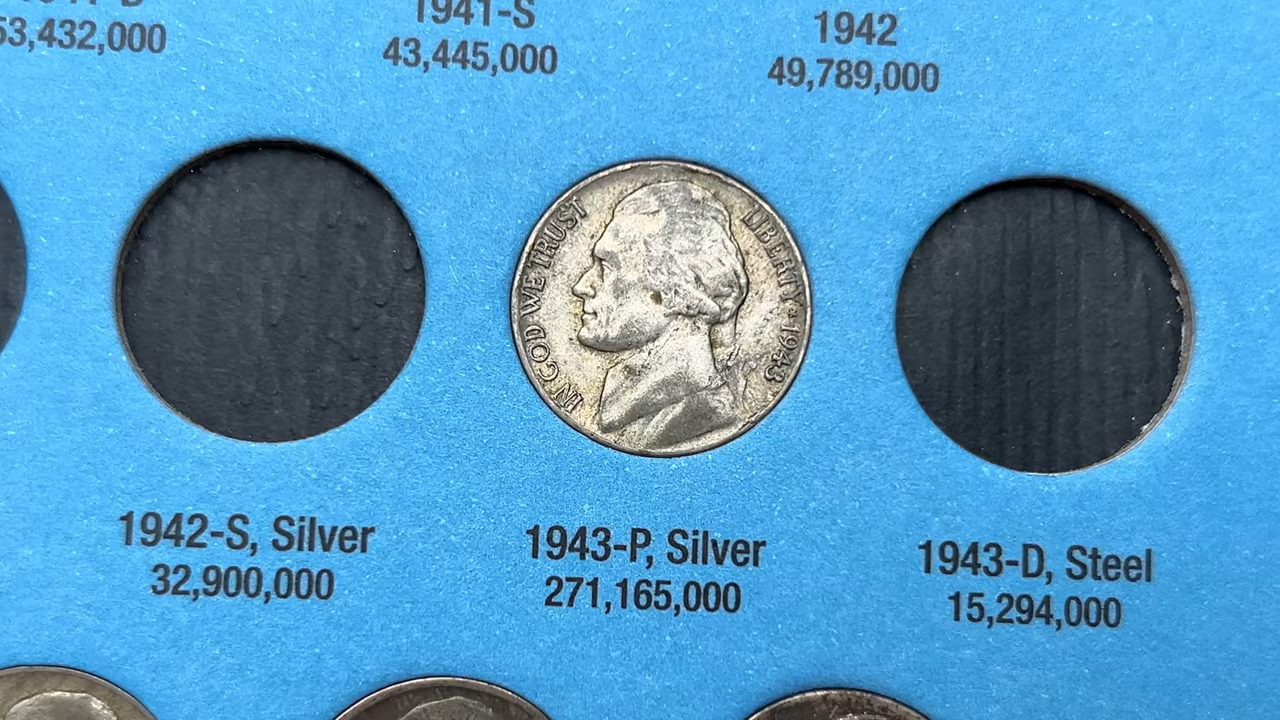 1941-S
53,432,000
43,445,000
1942
49,789,000
IN GOD WE TRUST
LIBERTY 1943
1942-S, Silver
32,900,000
1943-P, Silver
271,165,000
1943-D, Steel
15,294,000